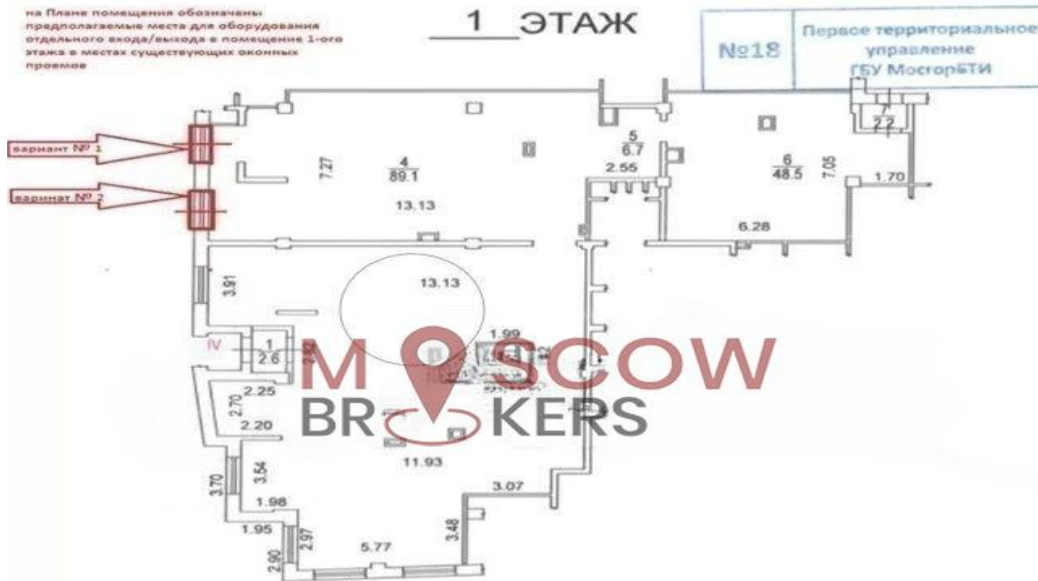 на Плане помещения обозначены
предполагаемые места для оборудования
отдельного входа/выхода в помещение 1-ого
этажа в местах существующих оконных
проемов
1 ЭТАЖ
№18
Первое территориальное
управление
ГБУ МосгорБТИ
вариант № 1
варинат № 2
7
2.2
5
6.7
4
89.1
7.27
2.55
6
48.5
7.05
1.70
13.13
6.28
3.91
13.13
IV
1
2.6
1.99
MOSCOW
BROKERS
2.25
2.70
2.20
11.93
3.54
3.70
3.07
1.98
1.95
2.97
2.90
3.48
5.77